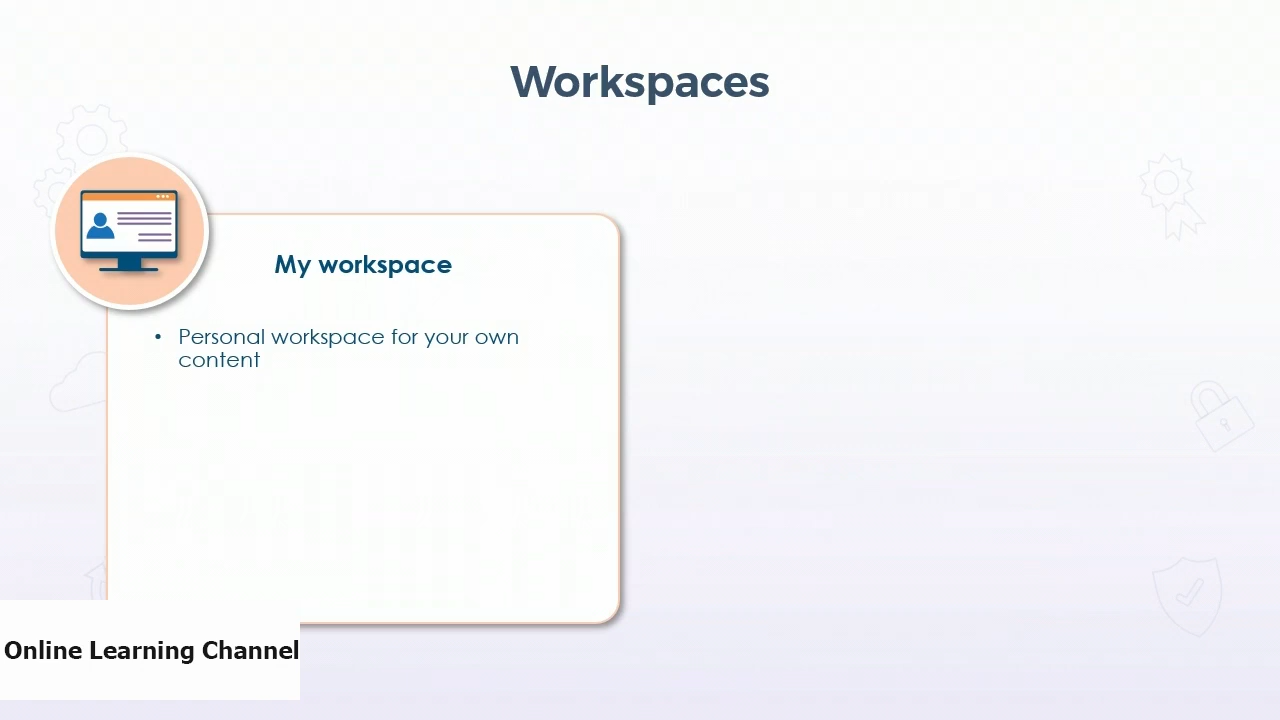 Workspaces
My workspace
• Personal workspace for your own
content
Online Learning Channel